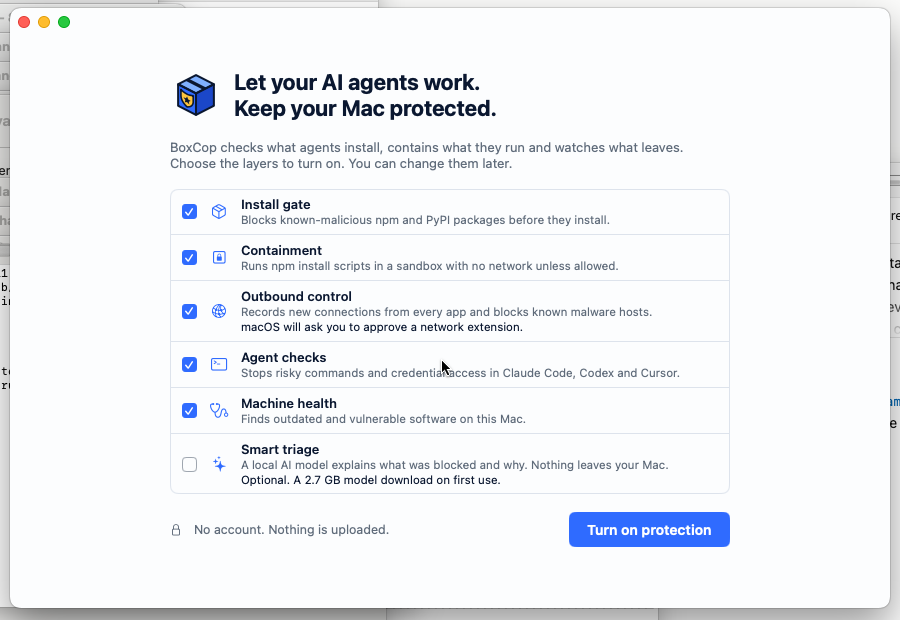 Let your AI agents work.
Keep your Mac protected.
BoxCop checks what agents install, contains what they run and watches what leaves.
Choose the layers to turn on. You can change them later.
Install gate
Blocks known-malicious npm and PyPI packages before they install.
Containment
Runs npm install scripts in a sandbox with no network unless allowed.
Outbound control
Records new connections from every app and blocks known malware hosts.
macOS will ask you to approve a network extension.
Agent checks
Stops risky commands and credential access in Claude Code, Codex and Cursor.
Machine health
Finds outdated and vulnerable software on this Mac.
Smart triage
A local AI model explains what was blocked and why. Nothing leaves your Mac.
Optional. A 2.7 GB model download on first use.
No account. Nothing is uploaded.
Turn on protection